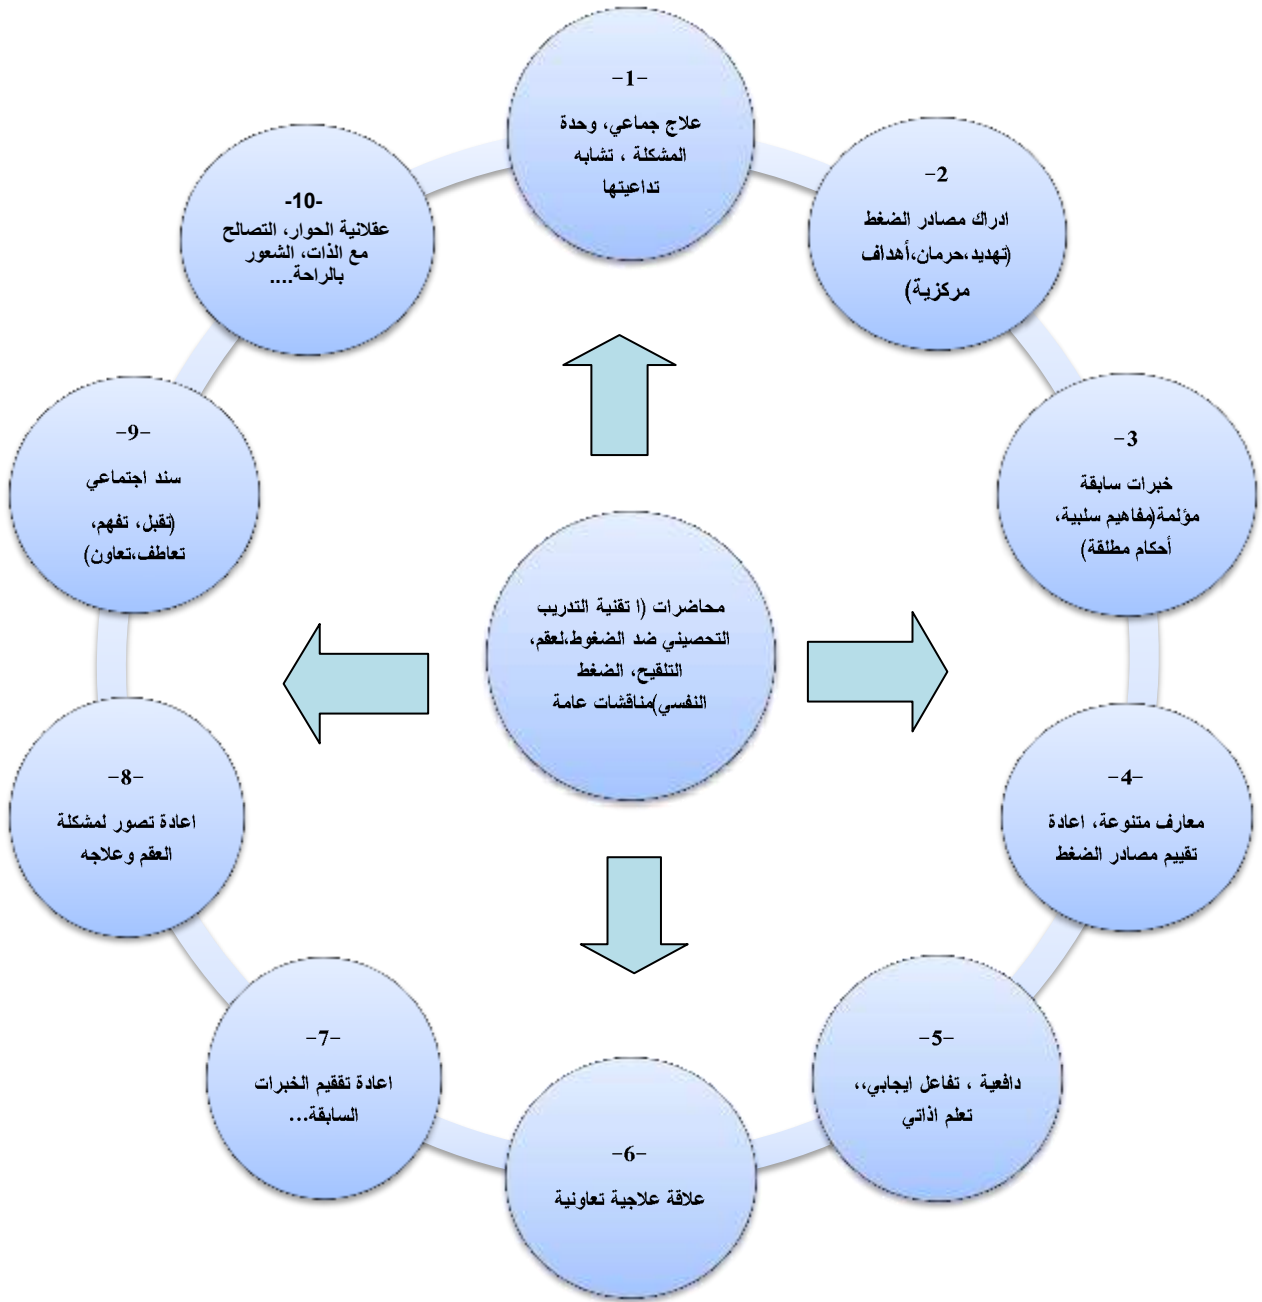 -1-
علاج جماعي، وحدة
المشكلة ، تشابه
تداعيتها
-2
ادراك مصادر الضغط
(تهديد،حرمان،أهداف
مركزية)
-3
خبرات سابقة
مؤلمة(مفاهيم سلبية،
أحكام مطلقة)
-4-
معارف متنوعة، اعادة
تقييم مصادر الضغط
-5-
دافعية ، تفاعل ايجابي،،
تعلم اذاتي
-6-
علاقة علاجية تعاونية
-7-
اعادة تققيم الخبرات
السابقة...
-8-
اعادة تصور لمشكلة
العقم وعلاجه
-9-
سند اجتماعي
(تقبل، تفهم،
تعاطف،تعاون)
-10-
عقلانية الحوار، التصالح
مع الذات، الشعور
بالراحة....
محاضرات (ا تقنية التدريب
التحصيني ضد الضغوط،لعقم،
التلقيح، الضغط
النفسي)مناقشات عامة